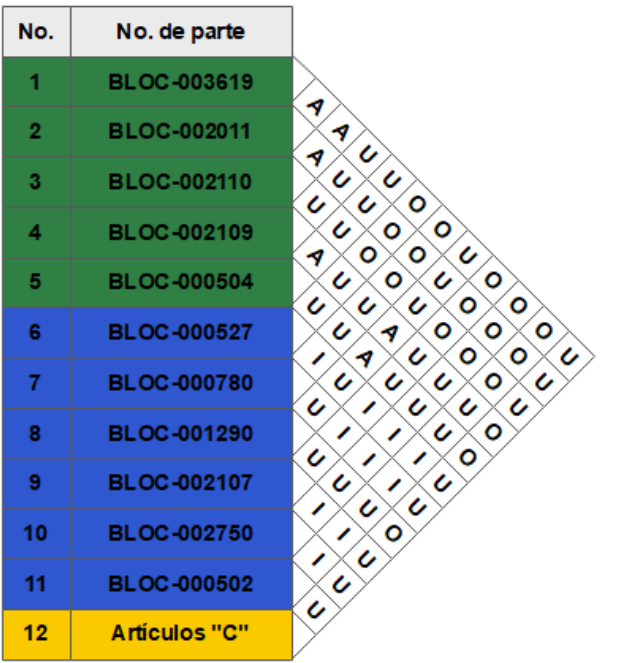 No. No. de parte
1 BLOC-003619
2 BLOC-002011
3 BLOC-002110
4 BLOC-002109
5 BLOC-000504
6 BLOC-000527
7 BLOC-000780
8 BLOC-001290
9 BLOC-002107
10 BLOC-002750
11 BLOC-000502
12 Artículos "C"
A A U U O O U O O O U
A U U O O U O O O U
U U O O U O O O U
A U U A U U U O
U U A U U U O
I U I I I U
U I I I U
U U U O
I I U
I U
U